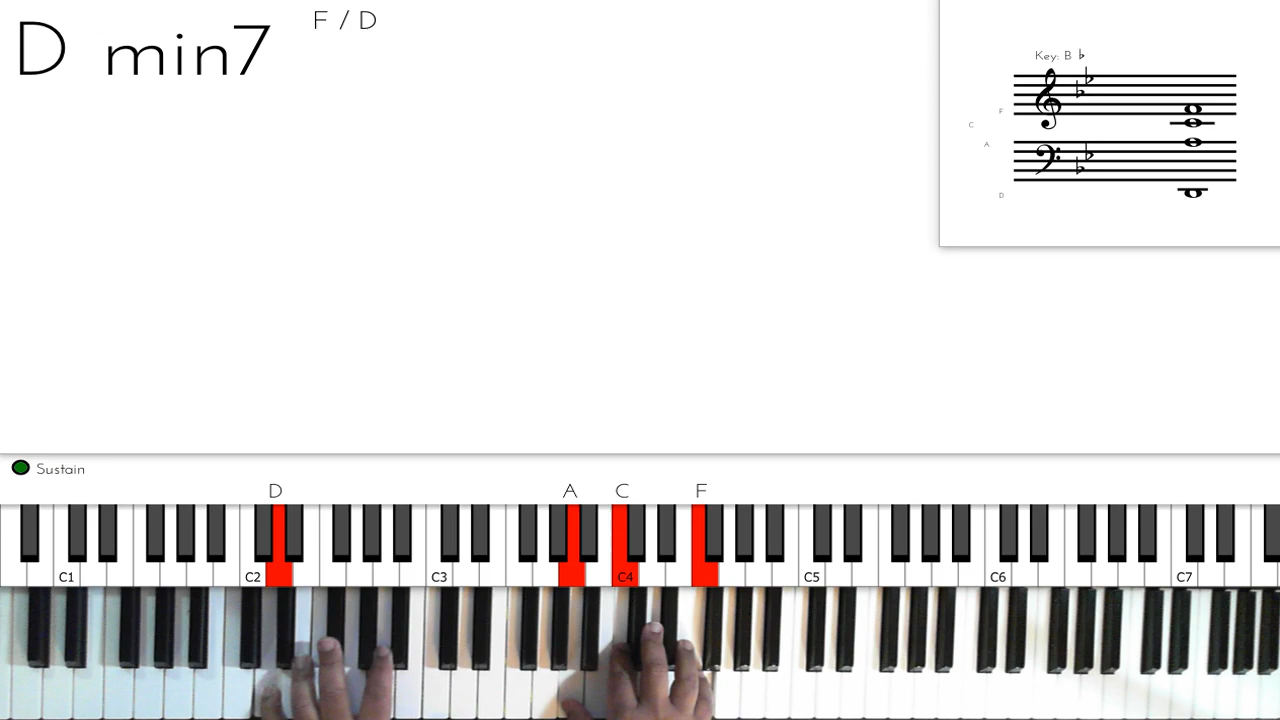 D min7
F / D
Key: B ♭
F
C
A
D
Sustain
D A C F
C1 C2 C3 C4 C5 C6 C7